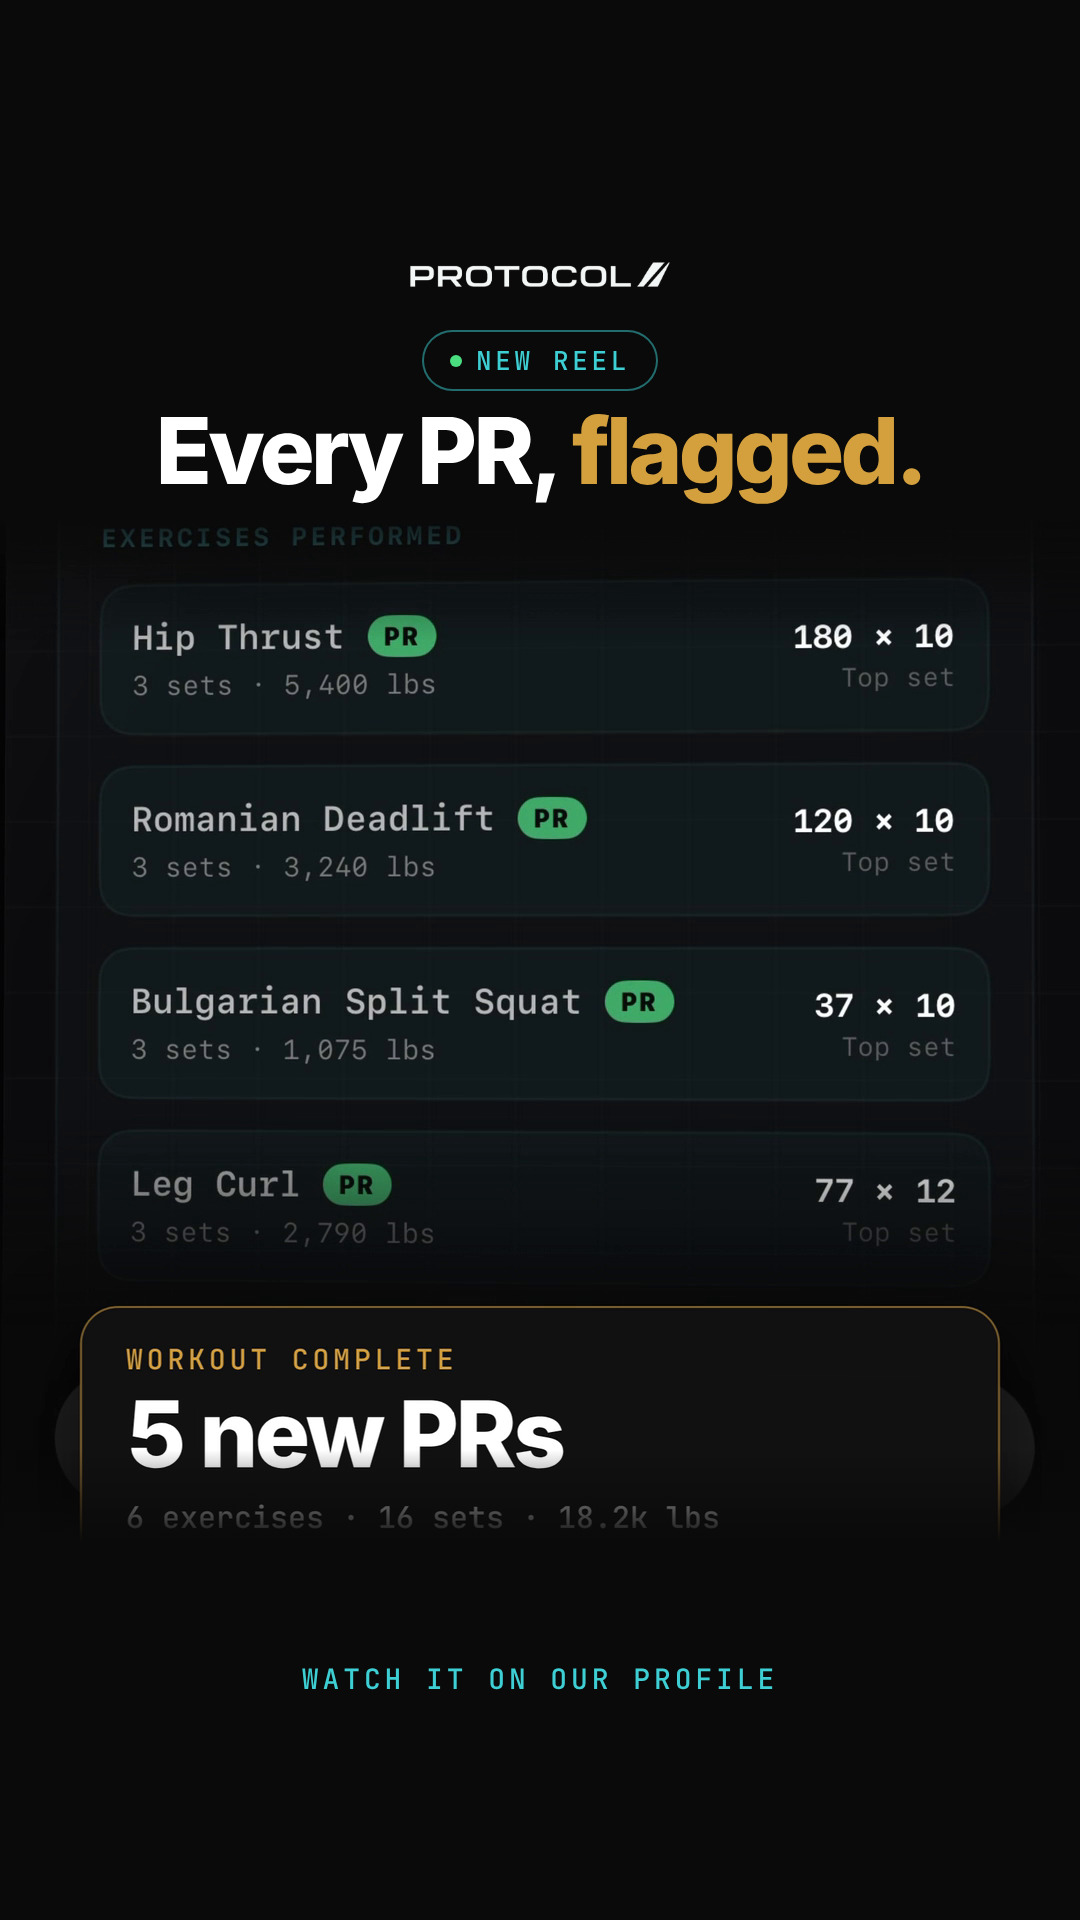 PROTOCOL
NEW REEL
Every PR, flagged.
EXERCISES PERFORMED
Hip Thrust PR 180 × 10
3 sets · 5,400 lbs Top set
Romanian Deadlift PR 120 × 10
3 sets · 3,240 lbs Top set
Bulgarian Split Squat PR 37 × 10
3 sets · 1,075 lbs Top set
Leg Curl PR 77 × 12
3 sets · 2,790 lbs Top set
WORKOUT COMPLETE
5 new PRs
6 exercises · 16 sets · 18.2k lbs
WATCH IT ON OUR PROFILE